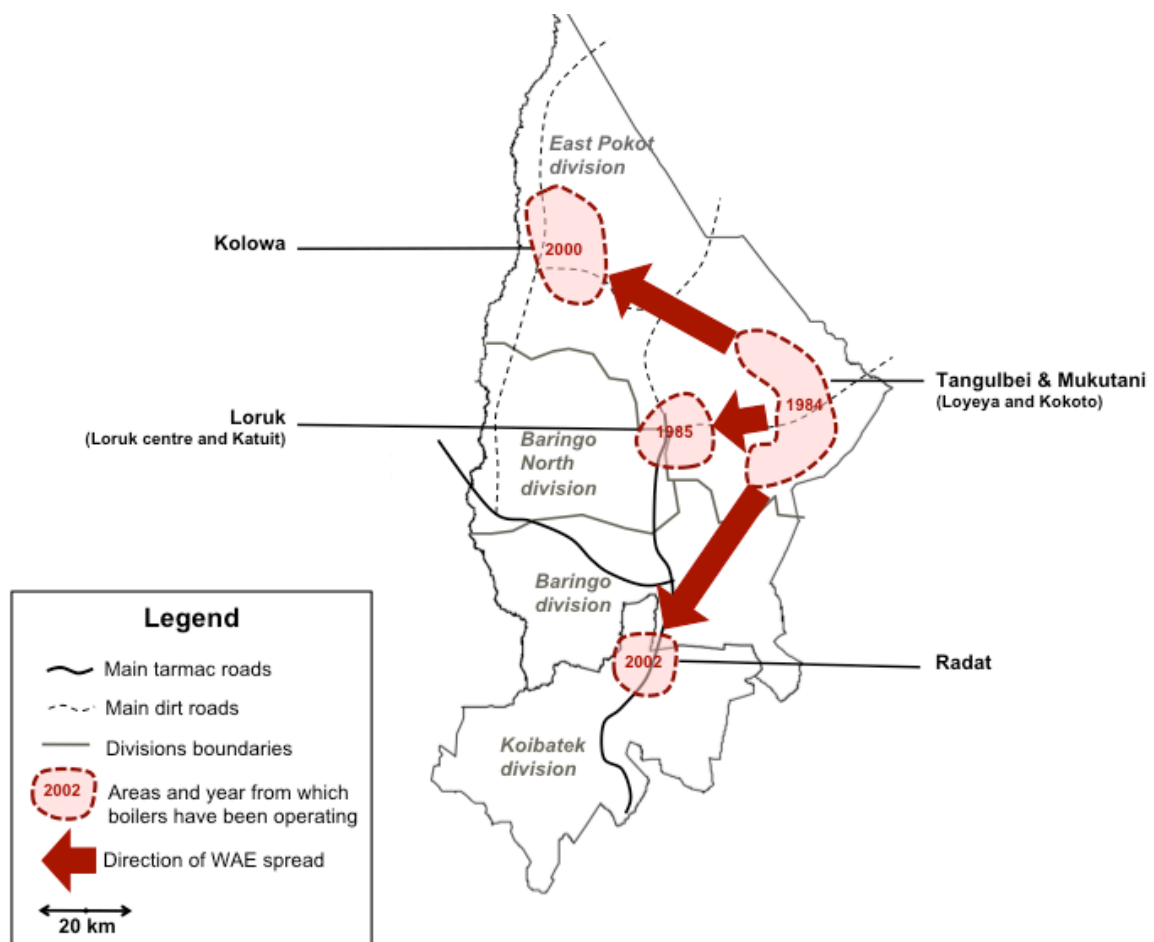 East Pokot
division
Kolowa
2000
Tangulbei & Mukutani
(Loyeya and Kokoto)
1984
Loruk
(Loruk centre and Katuit)
1985
Baringo
North
division
Baringo
division
2002
Radat
Koibatek
division
Legend
Main tarmac roads
Main dirt roads
Divisions boundaries
2002
Areas and year from which
boilers have been operating
Direction of WAE spread
20 km